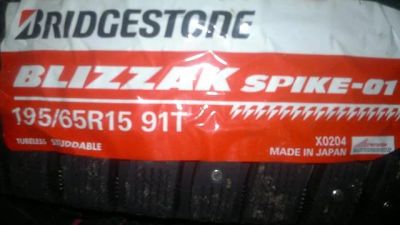 BRIDGESTONE
BLIZZAK SPIKE-01
195/65R15 91T
TUBELESS STUDDABLE
X0204
MADE IN JAPAN